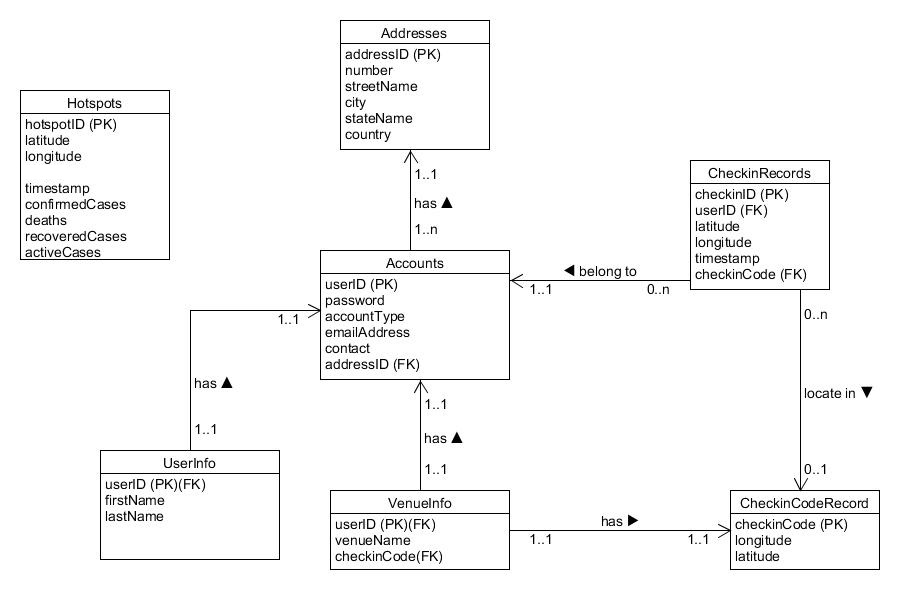 Addresses
addressID (PK)
number
streetName
city
stateName
country
Hotspots
hotspotID (PK)
latitude
longitude
timestamp
confirmedCases
deaths
recoveredCases
activeCases
1..1
has ▲
1..n
CheckinRecords
checkinID (PK)
userID (FK)
latitude
longitude
timestamp
checkinCode (FK)
Accounts
userID (PK)
password
accountType
emailAddress
contact
addressID (FK)
◀ belong to
1..1
0..n
1..1
has ▲
1..1
0..n
locate in ▼
0..1
1..1
has ▲
1..1
UserInfo
userID (PK)(FK)
firstName
lastName
VenueInfo
userID (PK)(FK)
venueName
checkinCode(FK)
has ▶
1..1
1..1
CheckinCodeRecord
checkinCode (PK)
longitude
latitude